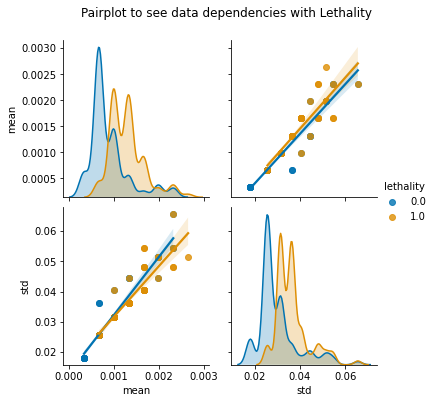 Pairplot to see data dependencies with Lethality
0.0030
0.0025
0.0020
0.0015
0.0010
0.0005
mean
lethality
0.0
1.0
0.06
0.05
0.04
0.03
0.02
std
0.000 0.001 0.002 0.003
mean
0.02 0.04 0.06
std